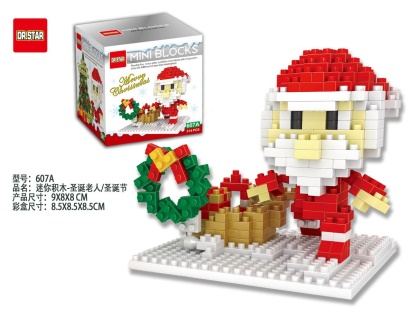 DRISTAR
DRISTAR
MINI BLOCKS
Merry
Christmas
607A
型号：607A
品名：迷你积木-圣诞老人/圣诞节
产品尺寸：9X8X8 CM
彩盒尺寸：8.5X8.5X8.5CM